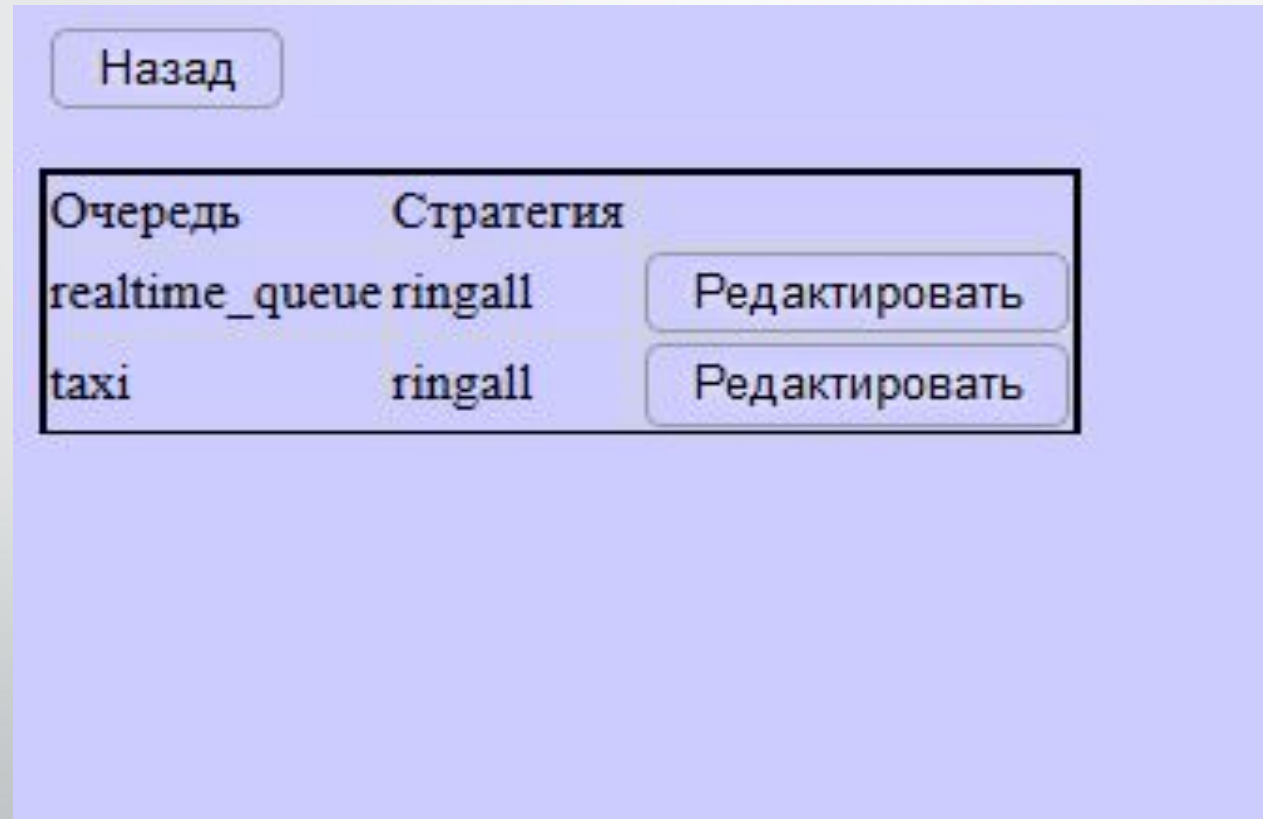 Назад
Очередь Стратегия
realtime_queue ringall Редактировать
taxi ringall Редактировать